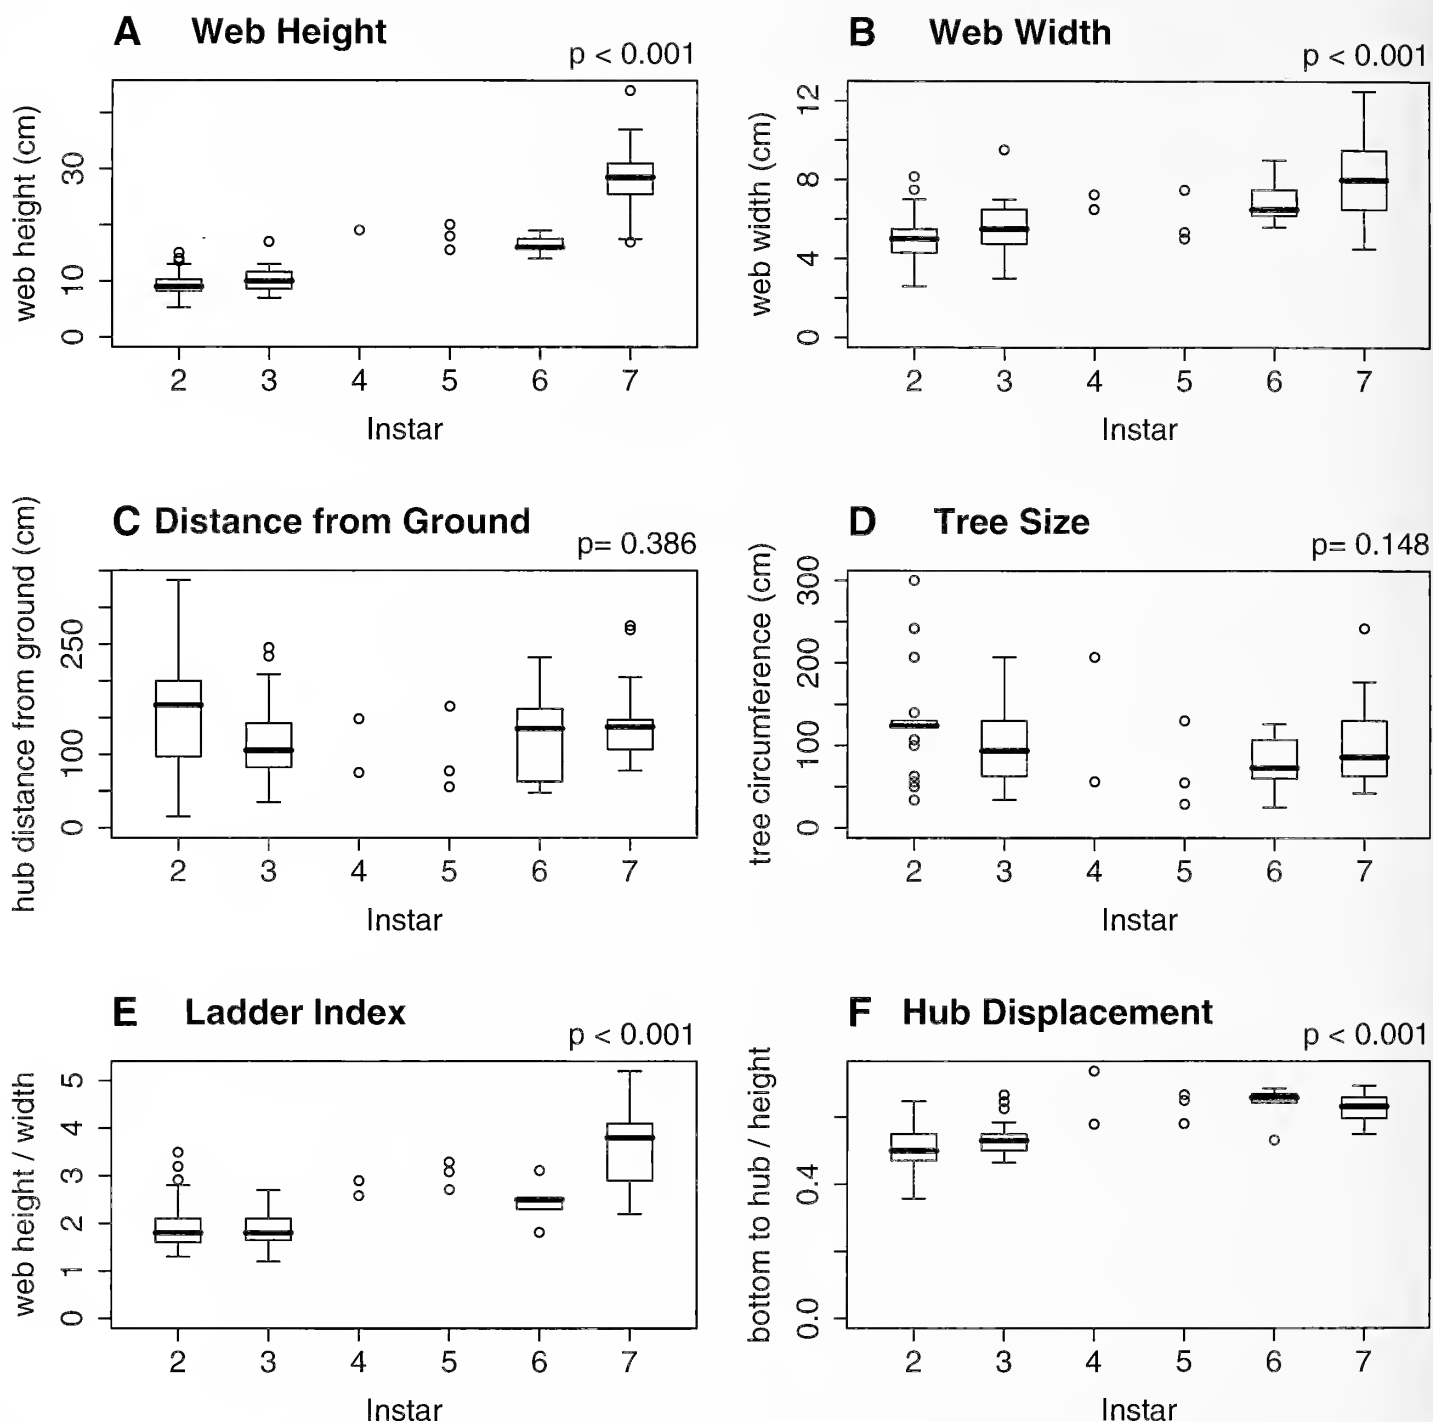 A Web Height
p < 0.001
web height (cm)
30
10
0
2 3 4 5 6 7
Instar
B Web Width
p < 0.001
web width (cm)
12
8
4
0
2 3 4 5 6 7
Instar
C Distance from Ground
p= 0.386
hub distance from ground (cm)
250
100
0
2 3 4 5 6 7
Instar
D Tree Size
p= 0.148
tree circumference (cm)
300
200
100
0
2 3 4 5 6 7
Instar
E Ladder Index
p < 0.001
web height / width
5
4
3
2
1
0
2 3 4 5 6 7
Instar
F Hub Displacement
p < 0.001
bottom to hub / height
0.4
0.0
2 3 4 5 6 7
Instar